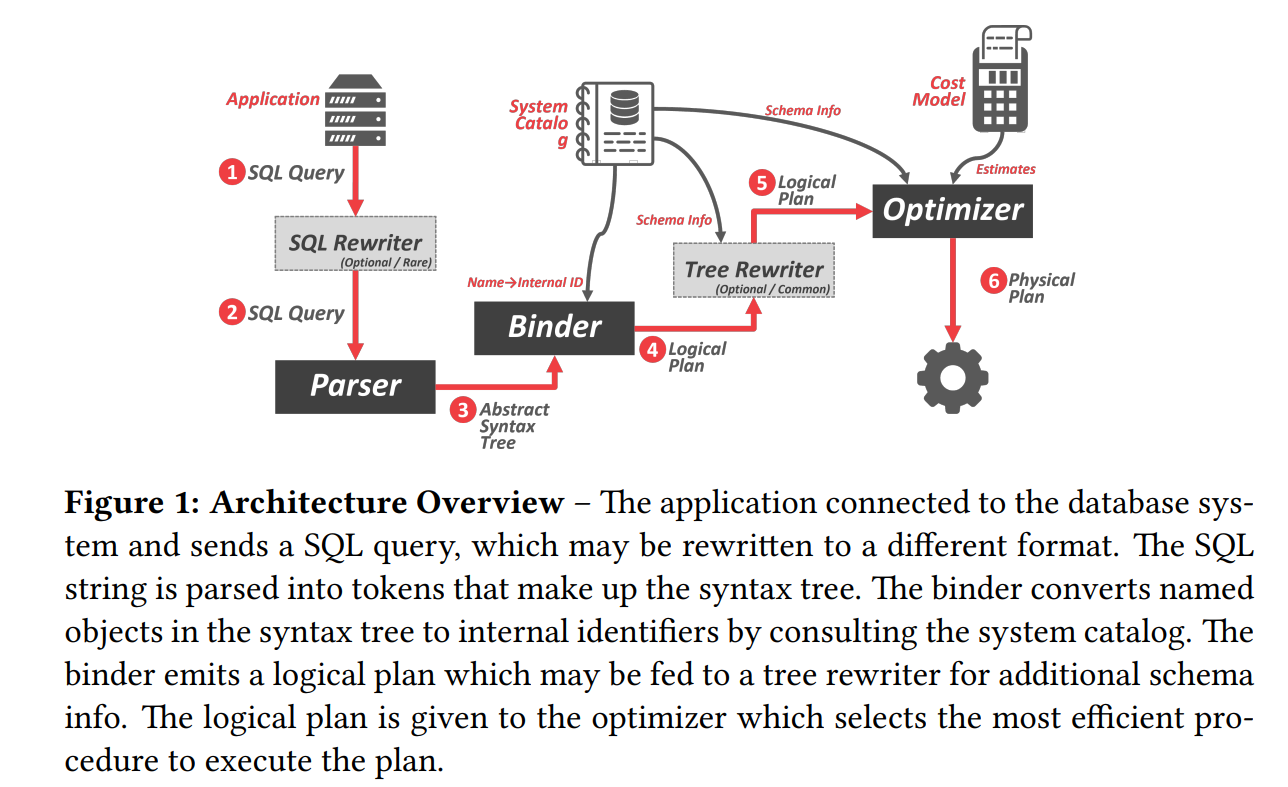 Application
1 SQL Query
SQL Rewriter
(Optional / Rare)
2 SQL Query
Parser
3 Abstract
Syntax
Tree
System
Catalo
g
Name→Internal ID
Binder
4 Logical
Plan
Schema Info
Tree Rewriter
(Optional / Common)
5 Logical
Plan
Schema Info
Cost
Model
Estimates
Optimizer
6 Physical
Plan
Figure 1: Architecture Overview – The application connected to the database sys-
tem and sends a SQL query, which may be rewritten to a different format. The SQL
string is parsed into tokens that make up the syntax tree. The binder converts named
objects in the syntax tree to internal identifiers by consulting the system catalog. The
binder emits a logical plan which may be fed to a tree rewriter for additional schema
info. The logical plan is given to the optimizer which selects the most efficient pro-
cedure to execute the plan.